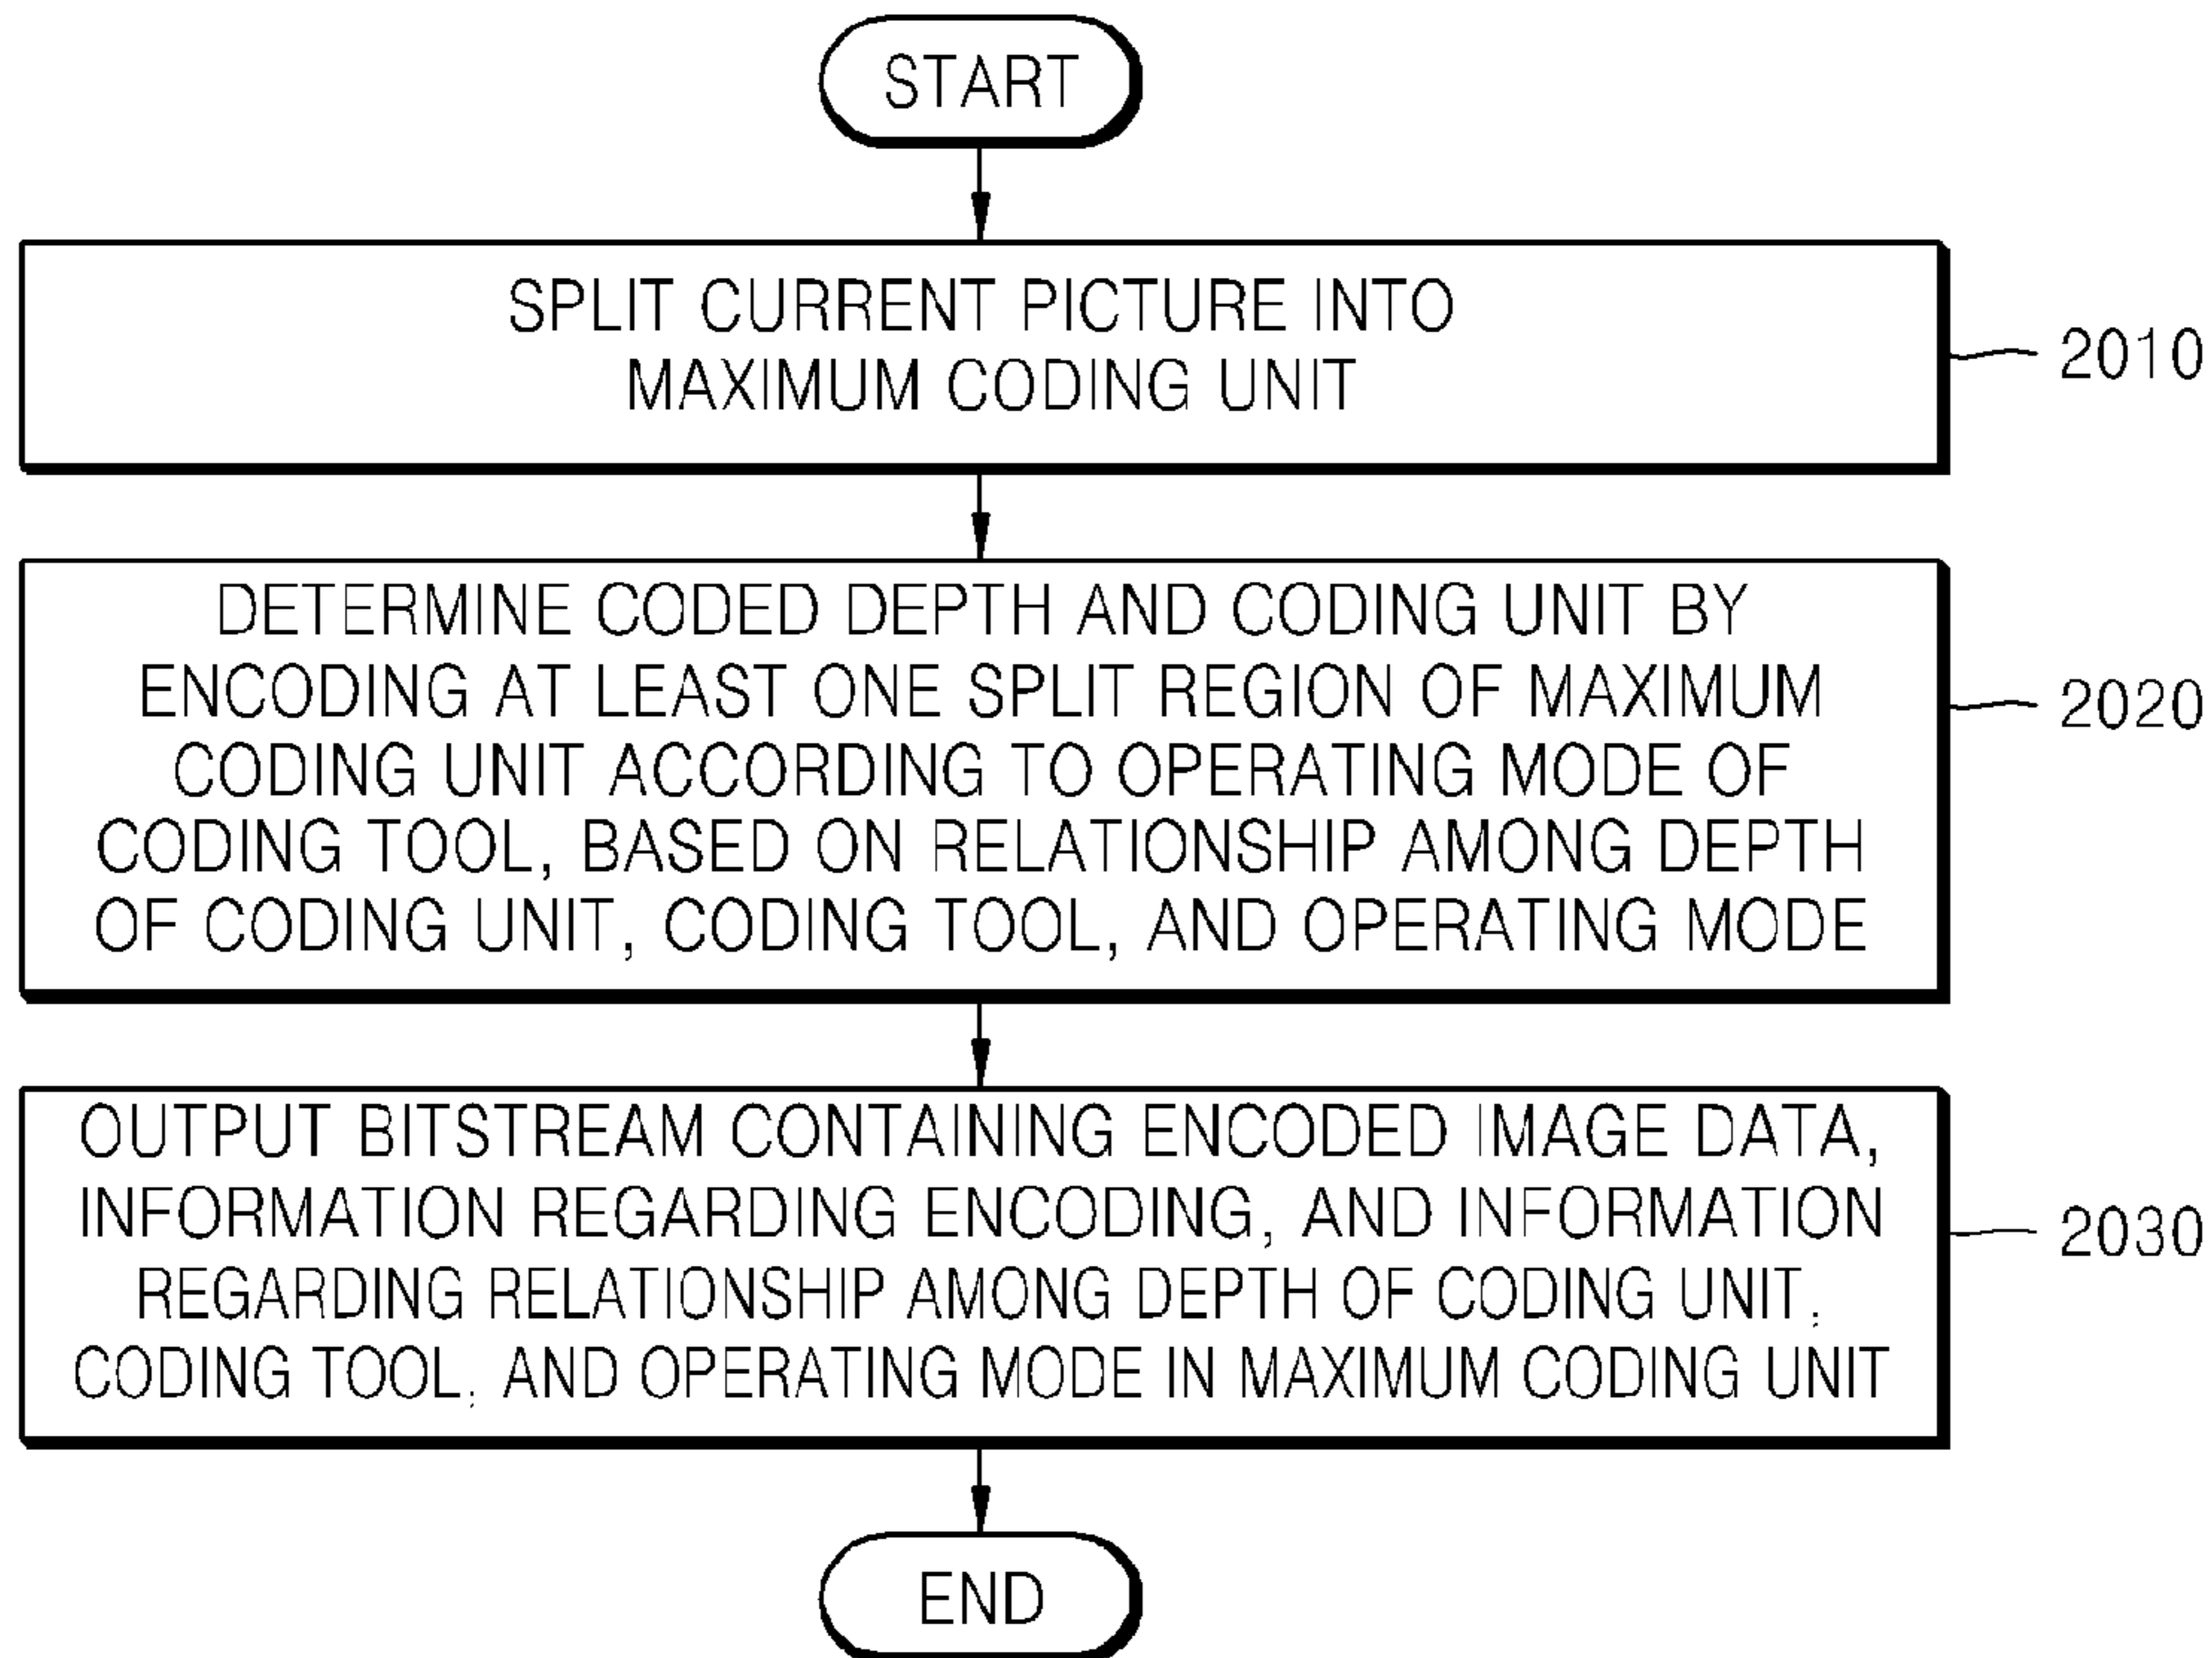 START
SPLIT CURRENT PICTURE INTO
MAXIMUM CODING UNIT
2010
DETERMINE CODED DEPTH AND CODING UNIT BY
ENCODING AT LEAST ONE SPLIT REGION OF MAXIMUM
CODING UNIT ACCORDING TO OPERATING MODE OF
CODING TOOL, BASED ON RELATIONSHIP AMONG DEPTH
OF CODING UNIT, CODING TOOL, AND OPERATING MODE
2020
OUTPUT BITSTREAM CONTAINING ENCODED IMAGE DATA,
INFORMATION REGARDING ENCODING, AND INFORMATION
REGARDING RELATIONSHIP AMONG DEPTH OF CODING UNIT,
CODING TOOL, AND OPERATING MODE IN MAXIMUM CODING UNIT
2030
END